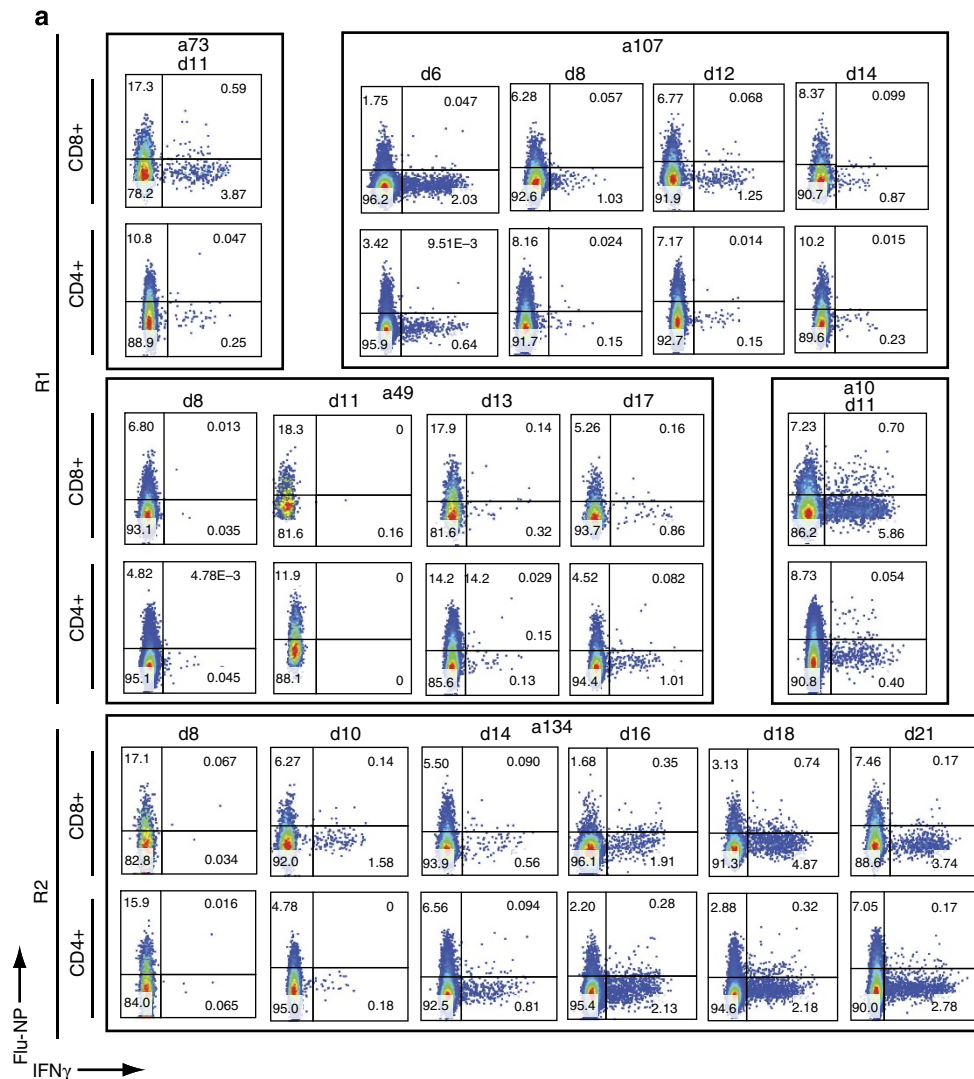 a
a73
d11
a107
d6 d8 d12 d14
R1
CD8+
17.3 0.59
78.2 3.87
1.75 0.047
96.2 2.03
6.28 0.057
92.6 1.03
6.77 0.068
91.9 1.25
8.37 0.099
90.7 0.87
CD4+
10.8 0.047
88.9 0.25
3.42 9.51E–3
95.9 0.64
8.16 0.024
91.7 0.15
7.17 0.014
92.7 0.15
10.2 0.015
89.6 0.23
a49
d8 d11 d13 d17
a10
d11
CD8+
6.80 0.013
93.1 0.035
18.3 0
81.6 0.16
17.9 0.14
81.6 0.32
5.26 0.16
93.7 0.86
7.23 0.70
86.2 5.86
CD4+
4.82 4.78E–3
95.1 0.045
11.9 0
88.1 0
14.2 14.2 0.029
0.15
85.6 0.13
4.52 0.082
94.4 1.01
8.73 0.054
90.8 0.40
R2
a134
d8 d10 d14 d16 d18 d21
CD8+
17.1 0.067
82.8 0.034
6.27 0.14
92.0 1.58
5.50 0.090
93.9 0.56
1.68 0.35
96.1 1.91
3.13 0.74
91.3 4.87
7.46 0.17
88.6 3.74
CD4+
15.9 0.016
84.0 0.065
4.78 0
95.0 0.18
6.56 0.094
92.5 0.81
2.20 0.28
95.4 2.13
2.88 0.32
94.6 2.18
7.05 0.17
90.0 2.78
Flu-NP
IFNγ